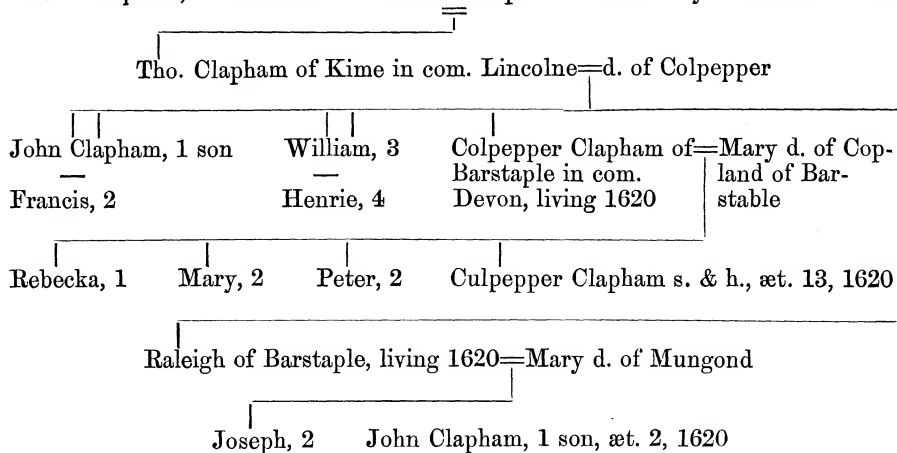 Tho. Clapham of Kime in com. Lincolne=d. of Colpepper
John Clapham, 1 son
Francis, 2
William, 3
Henrie, 4
Colpepper Clapham of=Mary d. of Cop-
Barstaple in com. land of Bar-
Devon, living 1620 stable
Rebecka, 1 Mary, 2 Peter, 2 Culpepper Clapham s. & h., æt. 13, 1620
Raleigh of Barstaple, living 1620=Mary d. of Mungond
Joseph, 2 John Clapham, 1 son, æt. 2, 1620